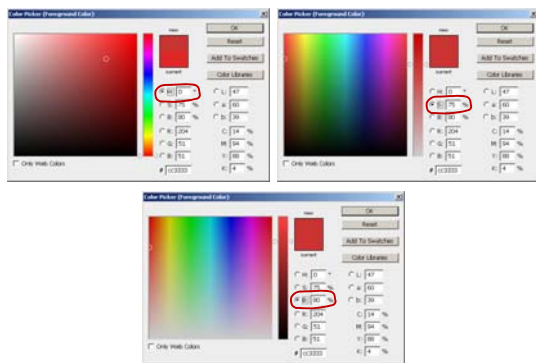 Color Picker (Foreground Color)
new
OK
Reset
Add To Swatches
Color Libraries
current
H: 0 °
S: 75 %
B: 80 %
R: 204
G: 51
B: 51
# cc3333
L: 47
a: 60
b: 39
C: 14 %
M: 94 %
Y: 88 %
K: 4 %
Only Web Colors
Color Picker (Foreground Color)
new
OK
Reset
Add To Swatches
Color Libraries
current
H: 0 °
S: 75 %
B: 80 %
R: 204
G: 51
B: 51
# cc3333
L: 47
a: 60
b: 39
C: 14 %
M: 94 %
Y: 88 %
K: 4 %
Only Web Colors
Color Picker (Foreground Color)
new
OK
Reset
Add To Swatches
Color Libraries
current
H: 0 °
S: 75 %
B: 80 %
R: 204
G: 51
B: 51
# cc3333
L: 47
a: 60
b: 39
C: 14 %
M: 94 %
Y: 88 %
K: 4 %
Only Web Colors